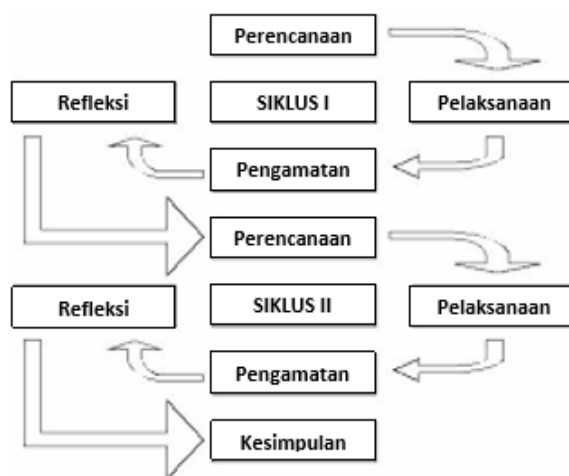 Perencanaan
Refleksi
SIKLUS I
Pelaksanaan
Pengamatan
Perencanaan
Refleksi
SIKLUS II
Pelaksanaan
Pengamatan
Kesimpulan